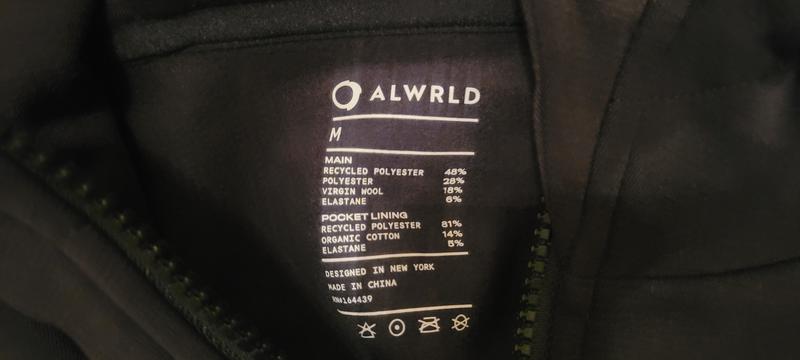 ALWRLD
M
MAIN
RECYCLED POLYESTER 48%
POLYESTER 28%
VIRGIN WOOL 18%
ELASTANE 6%
POCKET LINING
RECYCLED POLYESTER 81%
ORGANIC COTTON 14%
ELASTANE 5%
DESIGNED IN NEW YORK
MADE IN CHINA
RN#164439